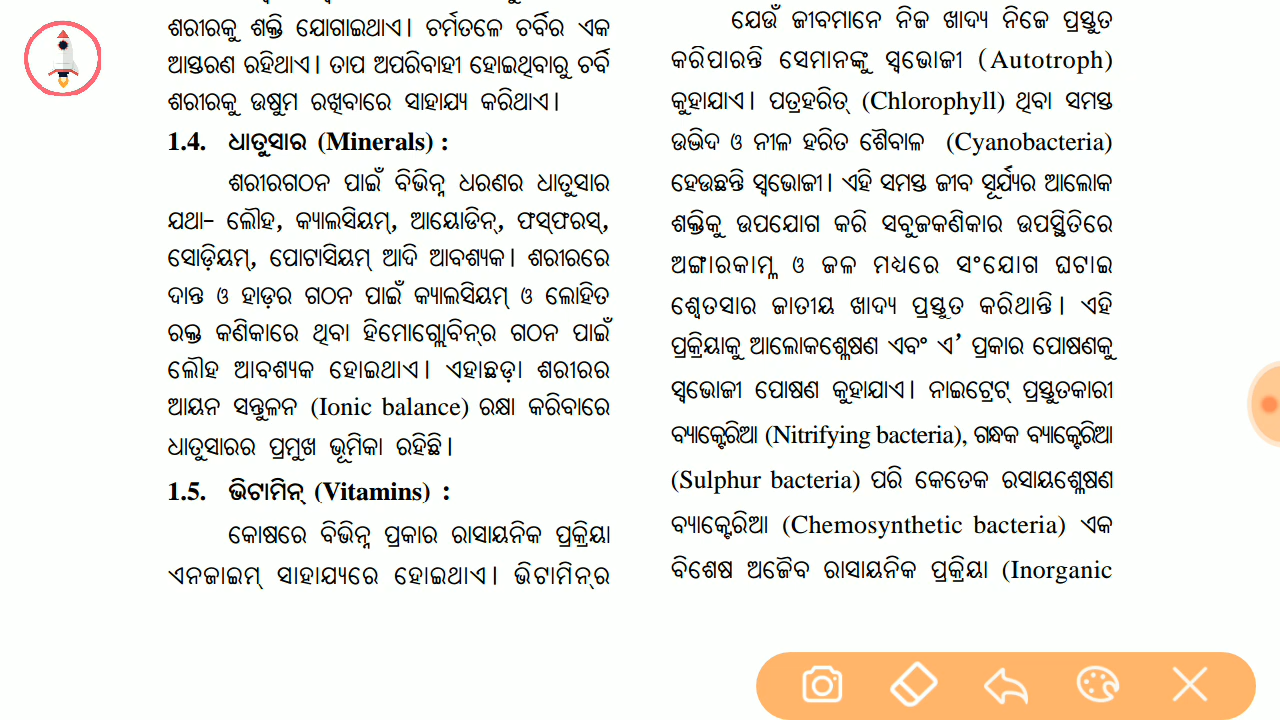 ଶରୀରକୁ ଶକ୍ତି ଯୋଗାଇଥାଏ। ଚର୍ମତଳେ ଚର୍ବିର ଏକ
ଆସ୍ତରଣ ରହିଥାଏ। ତାପ ଅପରିବାହୀ ହୋଇଥିବାରୁ ଚର୍ବି
ଶରୀରକୁ ଉଷୁମ ରଖିବାରେ ସାହାଯ୍ୟ କରିଥାଏ।
1.4. ଧାତୁସାର (Minerals) :
ଶରୀରଗଠନ ପାଇଁ ବିଭିନ୍ନ ଧରଣର ଧାତୁସାର
ଯଥା- ଲୌହ, କ୍ୟାଲସିୟମ୍, ଆୟୋଡିନ୍, ଫସ୍‌ଫରସ୍,
ସୋଡ଼ିୟମ୍, ପୋଟାସିୟମ୍ ଆଦି ଆବଶ୍ୟକ। ଶରୀରରେ
ଦାନ୍ତ ଓ ହାଡ଼ର ଗଠନ ପାଇଁ କ୍ୟାଲସିୟମ୍ ଓ ଲୋହିତ
ରକ୍ତ କଣିକାରେ ଥିବା ହିମୋଗ୍ଲୋବିନ୍‌ର ଗଠନ ପାଇଁ
ଲୌହ ଆବଶ୍ୟକ ହୋଇଥାଏ। ଏହାଛଡ଼ା ଶରୀରର
ଆୟନ ସନ୍ତୁଳନ (Ionic balance) ରକ୍ଷା କରିବାରେ
ଧାତୁସାରର ପ୍ରମୁଖ ଭୂମିକା ରହିଛି।
1.5. ଭିଟାମିନ୍ (Vitamins) :
କୋଷରେ ବିଭିନ୍ନ ପ୍ରକାର ରାସାୟନିକ ପ୍ରକ୍ରିୟା
ଏନଜାଇମ୍ ସାହାଯ୍ୟରେ ହୋଇଥାଏ। ଭିଟାମିନ୍‌ର
ଯେଉଁ ଜୀବମାନେ ନିଜ ଖାଦ୍ୟ ନିଜେ ପ୍ରସ୍ତୁତ
କରିପାରନ୍ତି ସେମାନଙ୍କୁ ସ୍ୱଭୋଜୀ (Autotroph)
କୁହାଯାଏ। ପତ୍ରହରିତ୍ (Chlorophyll) ଥିବା ସମସ୍ତ
ଉଦ୍ଭିଦ ଓ ନୀଳ ହରିତ ଶୈବାଳ (Cyanobacteria)
ହେଉଛନ୍ତି ସ୍ୱଭୋଜୀ। ଏହି ସମସ୍ତ ଜୀବ ସୂର୍ଯ୍ୟର ଆଲୋକ
ଶକ୍ତିକୁ ଉପଯୋଗ କରି ସବୁଜକଣିକାର ଉପସ୍ଥିତିରେ
ଅଙ୍ଗାରକାମ୍ଳ ଓ ଜଳ ମଧ୍ୟରେ ସଂଯୋଗ ଘଟାଇ
ଶ୍ୱେତସାର ଜାତୀୟ ଖାଦ୍ୟ ପ୍ରସ୍ତୁତ କରିଥାନ୍ତି। ଏହି
ପ୍ରକ୍ରିୟାକୁ ଆଲୋକଶ୍ଳେଷଣ ଏବଂ ଏ’ ପ୍ରକାର ପୋଷଣକୁ
ସ୍ୱଭୋଜୀ ପୋଷଣ କୁହାଯାଏ। ନାଇଟ୍ରେଟ୍ ପ୍ରସ୍ତୁତକାରୀ
ବ୍ୟାକ୍ଟେରିଆ (Nitrifying bacteria), ଗନ୍ଧକ ବ୍ୟାକ୍ଟେରିଆ
(Sulphur bacteria) ପରି କେତେକ ରସାୟଶ୍ଳେଷଣ
ବ୍ୟାକ୍ଟେରିଆ (Chemosynthetic bacteria) ଏକ
ବିଶେଷ ଅଜୈବ ରାସାୟନିକ ପ୍ରକ୍ରିୟା (Inorganic